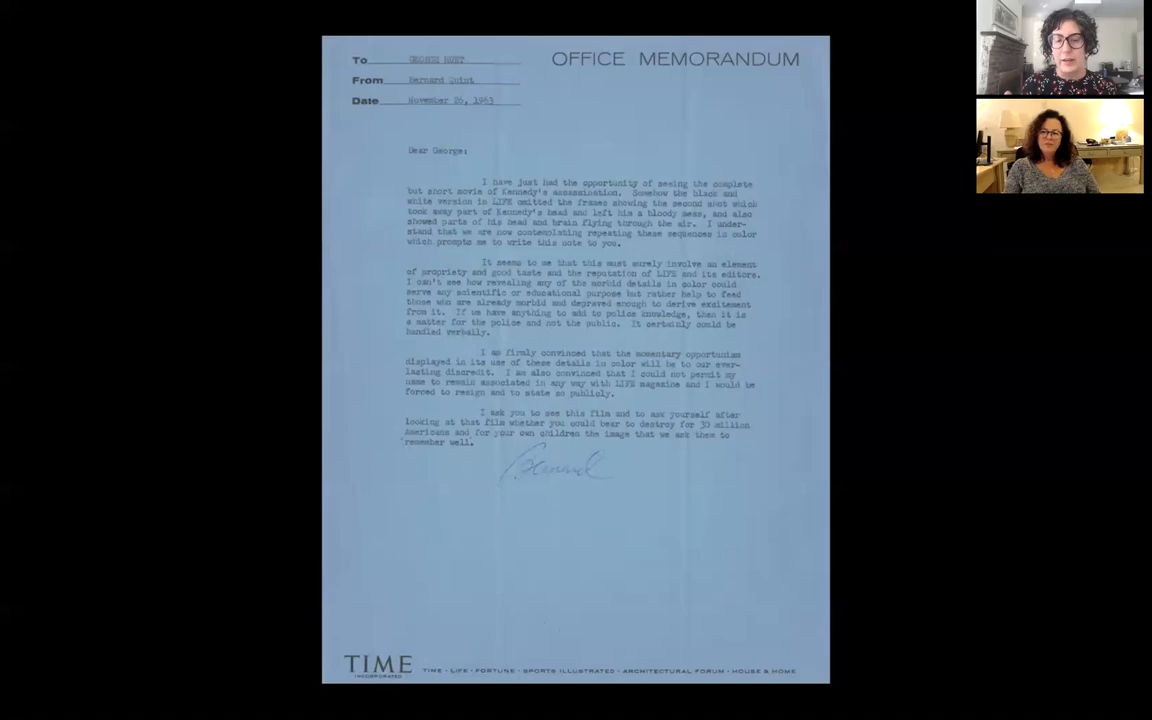 OFFICE MEMORANDUM
To GEORGE HUNT
From Bernard Quint
Date November 26, 1963
Dear George:
I have just had the opportunity of seeing the complete
but short movie of Kennedy's assassination. Somehow the black and
white version in LIFE omitted the frames showing the second shot which
took away part of Kennedy's head and left him a bloody mess, and also
showed parts of his head and brain flying through the air. I under-
stand that we are now contemplating repeating these sequences in color
which prompts me to write this note to you.
It seems to me that this must surely involve an element
of propriety and good taste and the reputation of LIFE and its editors.
I can't see how revealing any of the morbid details in color could
serve any scientific or educational purpose but rather help to feed
those who are already morbid and depraved enough to derive excitement
from it. If we have anything to add to police knowledge, then it is
a matter for the police and not the public. It certainly could be
handled verbally.
I am firmly convinced that the momentary opportunism
displayed in its use of these details in color will be to our ever-
lasting discredit. I am also convinced that I could not permit my
name to remain associated in any way with LIFE magazine and I would be
forced to resign and to state so publicly.
I ask you to see this film and to ask yourself after
looking at that film whether you could bear to destroy for 30 million
Americans and for your own children the image that we ask them to
remember well.
Bernard
TIME
INCORPORATED
TIME · LIFE · FORTUNE · SPORTS ILLUSTRATED · ARCHITECTURAL FORUM · HOUSE & HOME